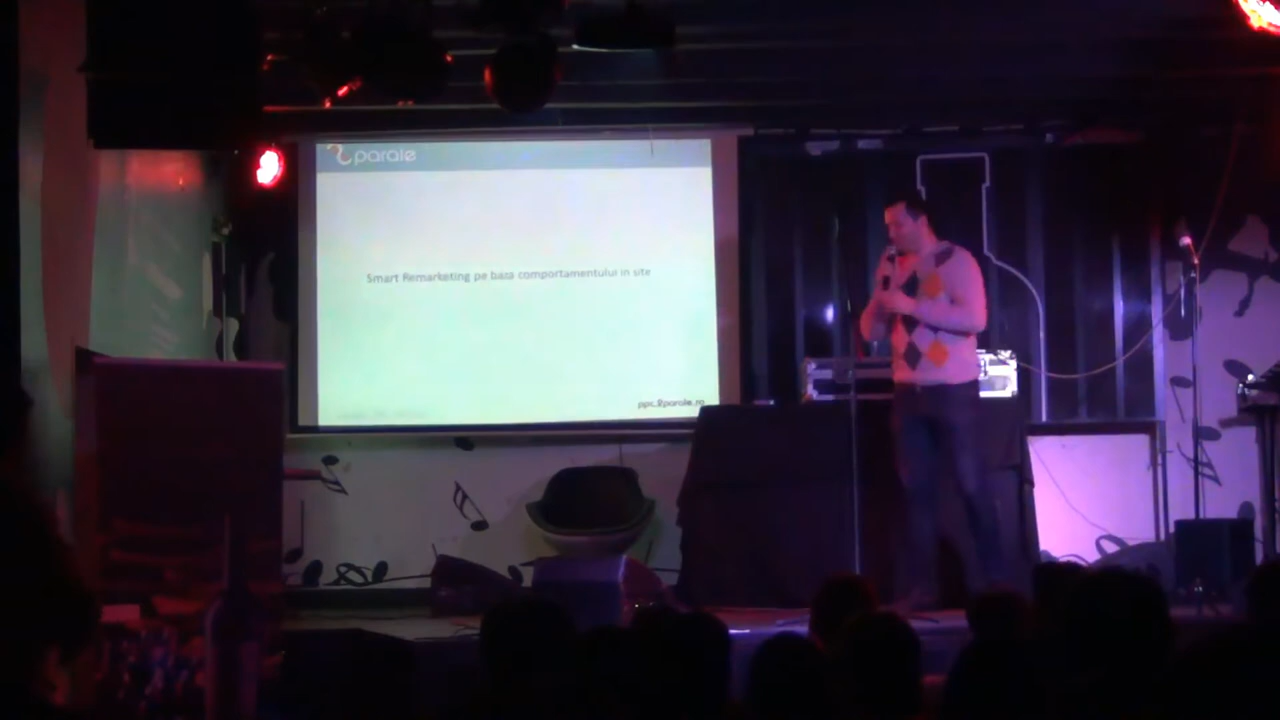 2parale
Smart Remarketing pe baza comportamentului in site
ppc.2parale.ro